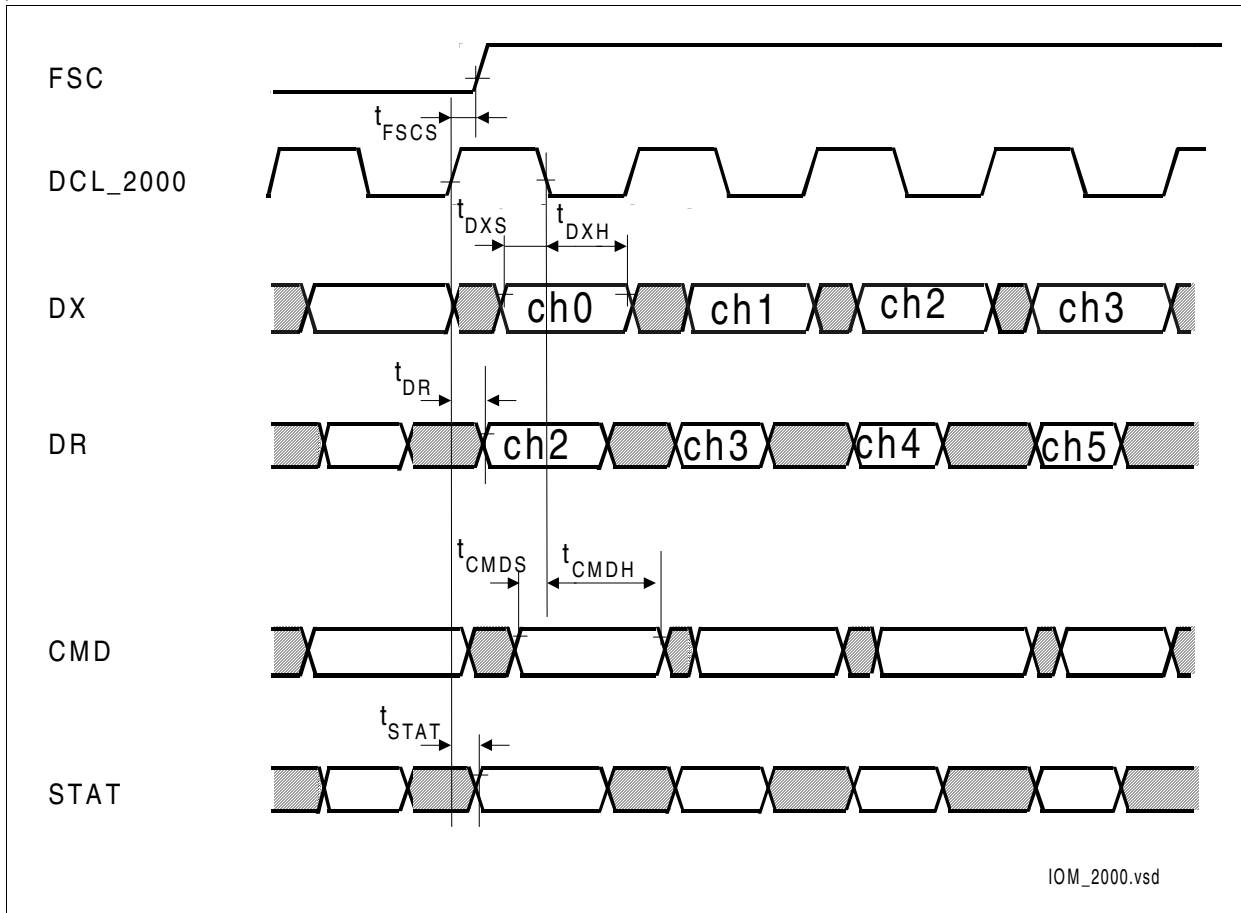 FSC
tFSCS
DCL_2000
tDXS tDXH
DX ch0 ch1 ch2 ch3
tDR
DR ch2 ch3 ch4 ch5
tCMDS tCMDH
CMD
tSTAT
STAT
IOM_2000.vsd